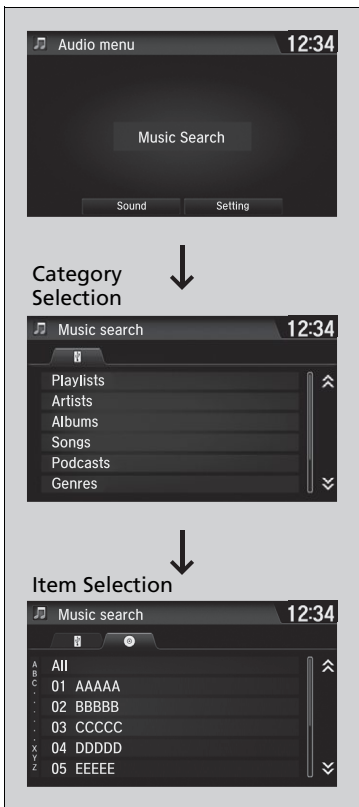 Audio menu 12:34
Music Search
Sound Setting
Category
Selection
Music search 12:34
Playlists
Artists
Albums
Songs
Podcasts
Genres
Item Selection
Music search 12:34
A
B
C
.
.
.
.
.
.
X
Y
Z
All
01 AAAAA
02 BBBBB
03 CCCCC
04 DDDDD
05 EEEEE